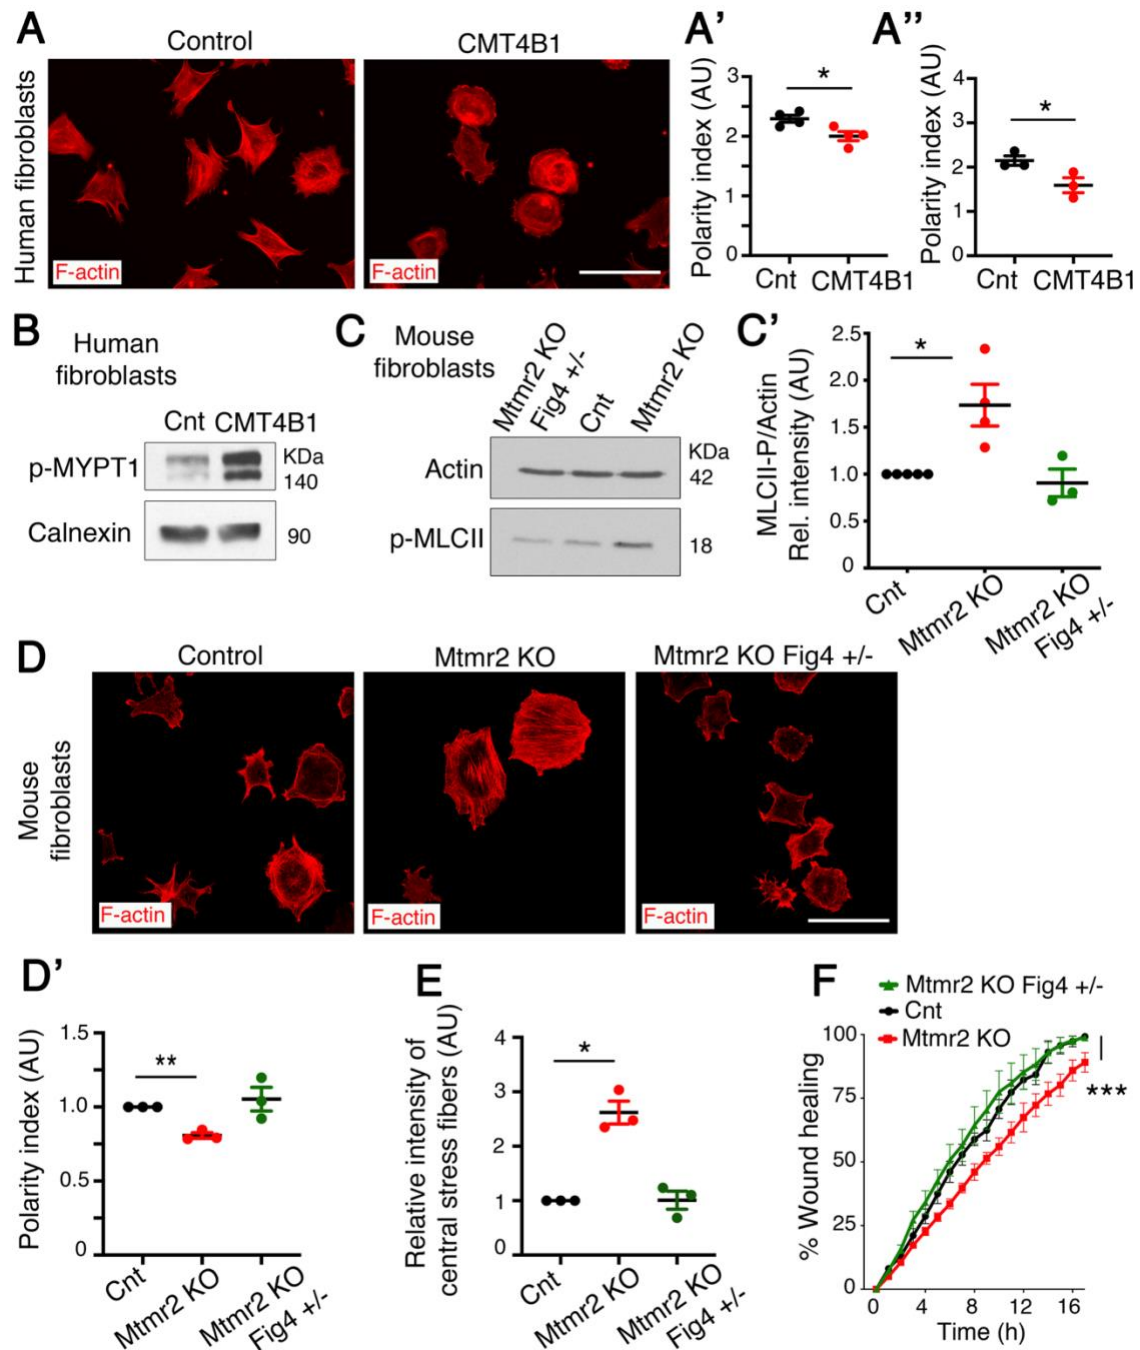 A
Control
CMT4B1
Human fibroblasts
F-actin
F-actin
A'
Polarity index (AU)
3
2
1
0
*
Cnt
CMT4B1
A''
Polarity index (AU)
4
3
2
1
0
*
Cnt
CMT4B1
B
Human
fibroblasts
Cnt CMT4B1
p-MYPT1
KDa
140
Calnexin
90
C
Mouse
fibroblasts
Mtmr2 KO
Fig4 +/-
Cnt
Mtmr2 KO
Actin
KDa
42
p-MLCII
18
C'
MLCII-P/Actin
Rel. intensity (AU)
2.5
2.0
1.5
1.0
0.5
0
*
Cnt
Mtmr2 KO
Mtmr2 KO
Fig4 +/-
D
Control
Mtmr2 KO
Mtmr2 KO Fig4 +/-
Mouse
fibroblasts
F-actin
F-actin
F-actin
D'
Polarity index (AU)
1.5
1.0
0.5
0
**
Cnt
Mtmr2 KO
Mtmr2 KO
Fig4 +/-
E
Relative intensity of
central stress fibers (AU)
4
3
2
1
0
*
Cnt
Mtmr2 KO
Mtmr2 KO
Fig4 +/-
F
Mtmr2 KO Fig4 +/-
Cnt
Mtmr2 KO
% Wound healing
100
75
50
25
0
***
0 4 8 12 16
Time (h)